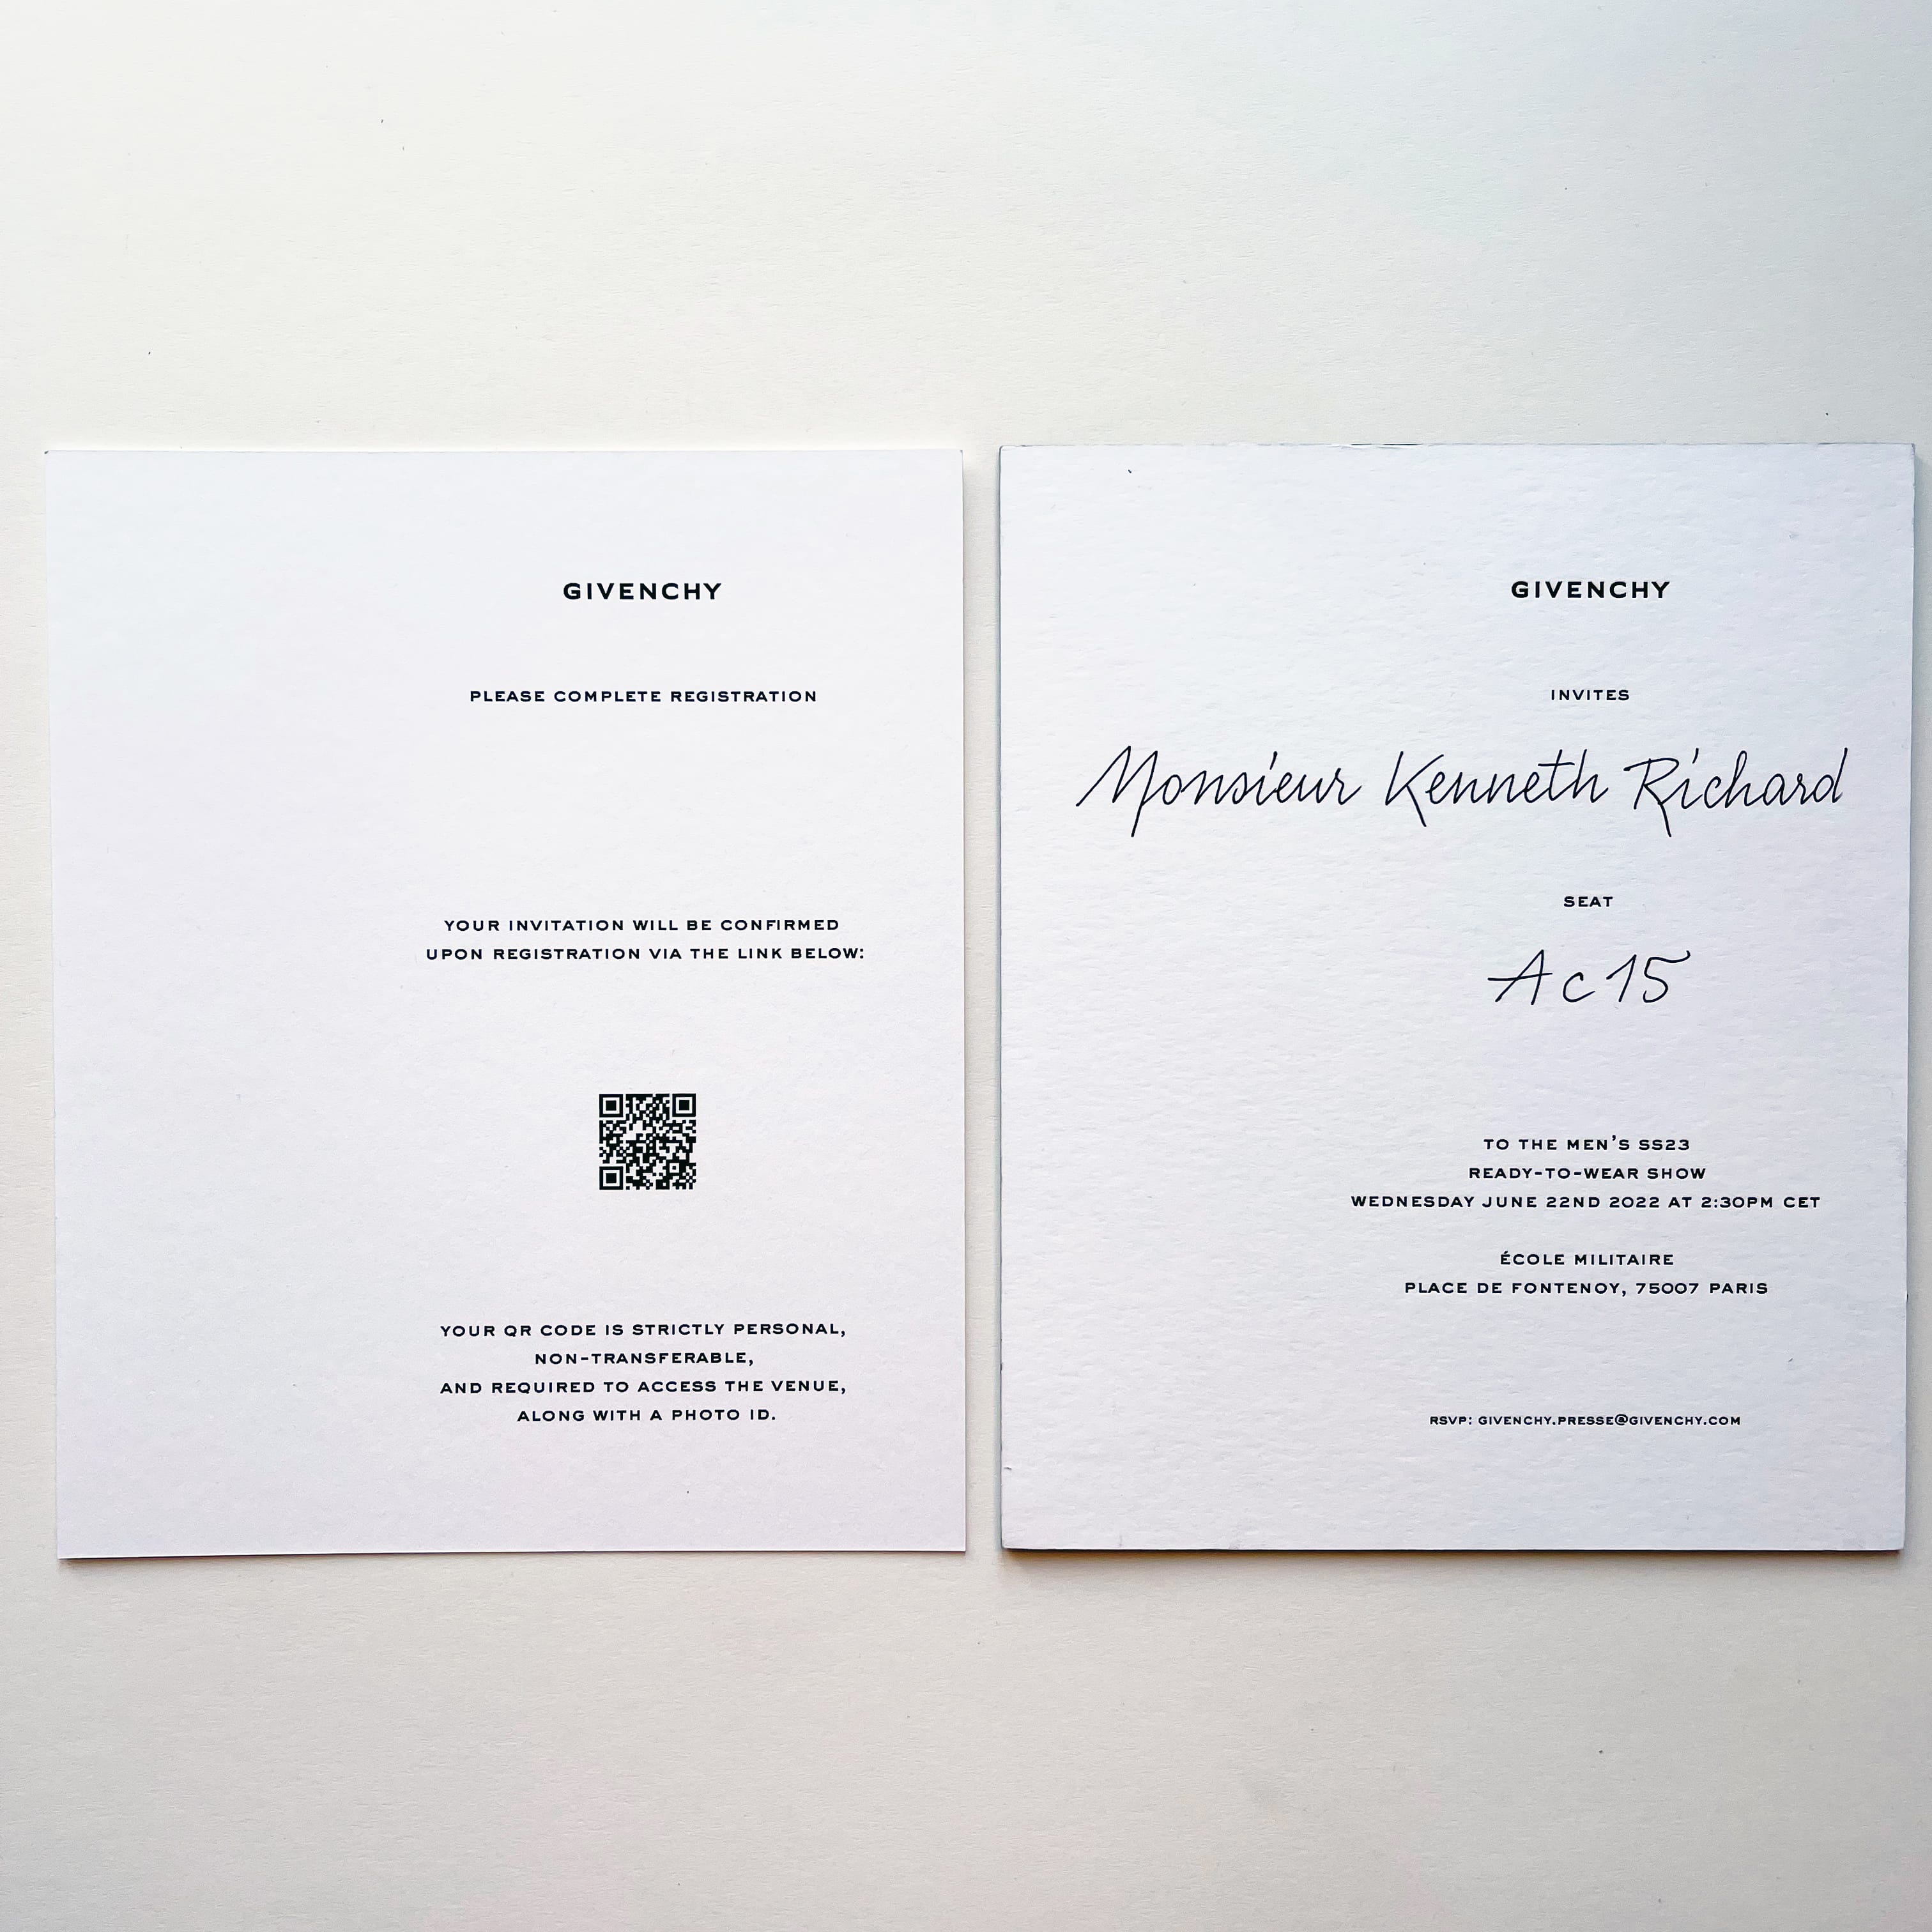 GIVENCHY
PLEASE COMPLETE REGISTRATION
YOUR INVITATION WILL BE CONFIRMED
UPON REGISTRATION VIA THE LINK BELOW:
YOUR QR CODE IS STRICTLY PERSONAL,
NON-TRANSFERABLE,
AND REQUIRED TO ACCESS THE VENUE,
ALONG WITH A PHOTO ID.
GIVENCHY
INVITES
Monsieur Kenneth Richard
SEAT
Ac15
TO THE MEN'S SS23
READY-TO-WEAR SHOW
WEDNESDAY JUNE 22ND 2022 AT 2:30PM CET
ÉCOLE MILITAIRE
PLACE DE FONTENOY, 75007 PARIS
RSVP: GIVENCHY.PRESSE@GIVENCHY.COM